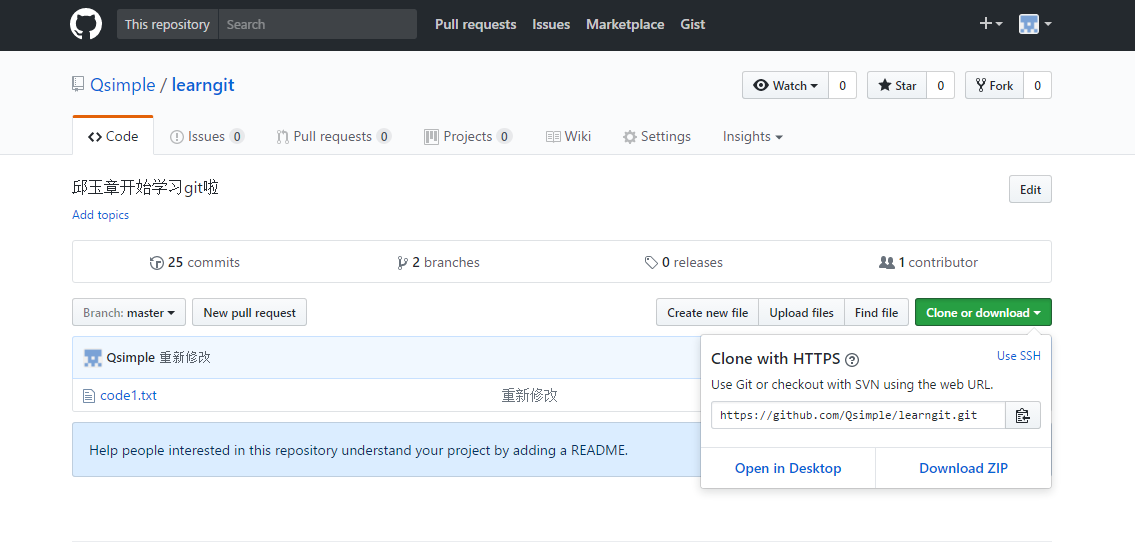 This repository Search Pull requests Issues Marketplace Gist
Qsimple / learngit Watch 0 Star 0 Fork 0
Code Issues 0 Pull requests 0 Projects 0 Wiki Settings Insights
邱玉章开始学习git啦 Edit
Add topics
25 commits 2 branches 0 releases 1 contributor
Branch: master New pull request Create new file Upload files Find file Clone or download
Qsimple 重新修改
code1.txt 重新修改
Help people interested in this repository understand your project by adding a README.
Clone with HTTPS Use SSH
Use Git or checkout with SVN using the web URL.
https://github.com/Qsimple/learngit.git
Open in Desktop Download ZIP